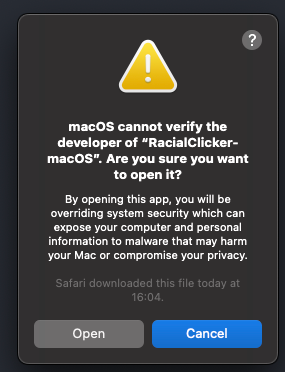 ?
macOS cannot verify the
developer of “RacialClicker-
macOS”. Are you sure you want
to open it?
By opening this app, you will be
overriding system security which can
expose your computer and personal
information to malware that may harm
your Mac or compromise your privacy.
Safari downloaded this file today at
16:04.
Open
Cancel